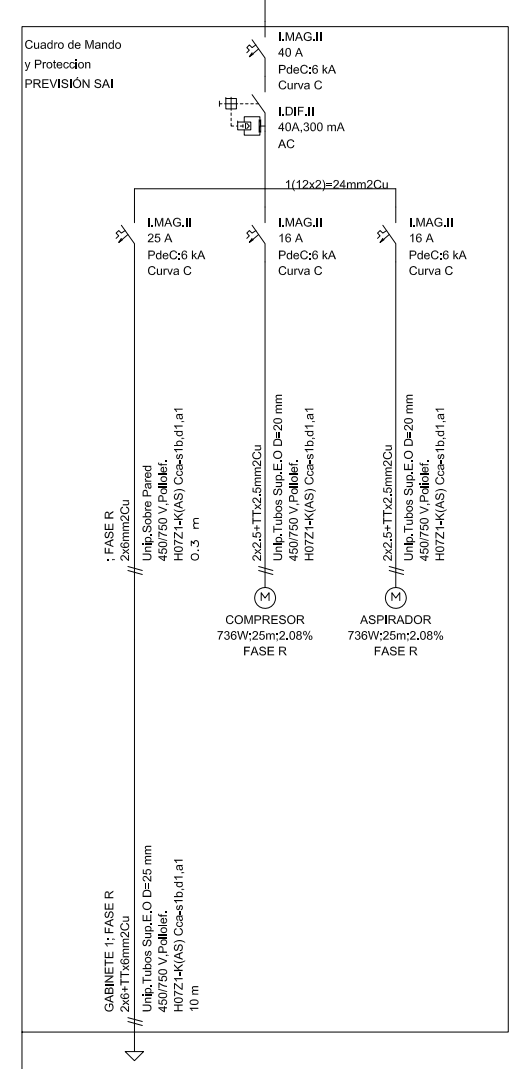 Cuadro de Mando
y Proteccion
PREVISIÓN SAI
I.MAG.II
40 A
PdeC:6 kA
Curva C
I.DIF.II
40A,300 mA
AC
1(12x2)=24mm2Cu
I.MAG.II
25 A
PdeC:6 kA
Curva C
I.MAG.II
16 A
PdeC:6 kA
Curva C
I.MAG.II
16 A
PdeC:6 kA
Curva C
; FASE R
2x6mm2Cu
Unip.Sobre Pared
450/750 V,Poliolef.
H07Z1-K(AS) Cca-s1b,d1,a1
0.3 m
2x2.5+TTx2.5mm2Cu
Unip.Tubos Sup.E.O D=20 mm
450/750 V,Poliolef.
H07Z1-K(AS) Cca-s1b,d1,a1
2x2.5+TTx2.5mm2Cu
Unip.Tubos Sup.E.O D=20 mm
450/750 V,Poliolef.
H07Z1-K(AS) Cca-s1b,d1,a1
M
COMPRESOR
736W;25m;2.08%
FASE R
M
ASPIRADOR
736W;25m;2.08%
FASE R
GABINETE 1; FASE R
2x6+TTx6mm2Cu
Unip.Tubos Sup.E.O D=25 mm
450/750 V,Poliolef.
H07Z1-K(AS) Cca-s1b,d1,a1
10 m